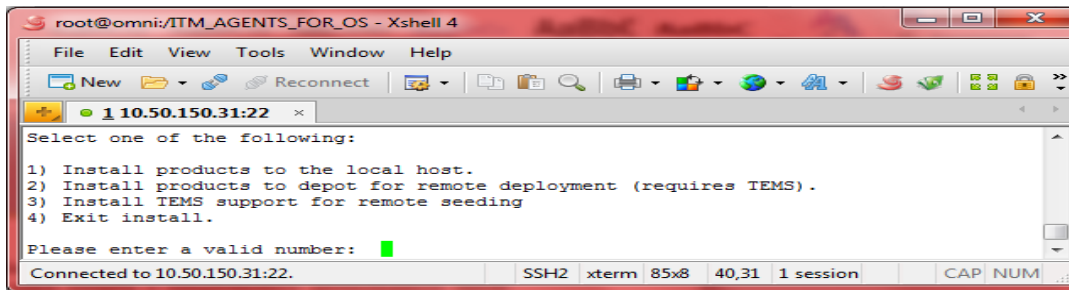 root@omni:/ITM_AGENTS_FOR_OS - Xshell 4
File Edit View Tools Window Help
New Reconnect
1 10.50.150.31:22 ×
Select one of the following:
1) Install products to the local host.
2) Install products to depot for remote deployment (requires TEMS).
3) Install TEMS support for remote seeding
4) Exit install.
Please enter a valid number:
Connected to 10.50.150.31:22. SSH2 xterm 85x8 40,31 1 session CAP NUM